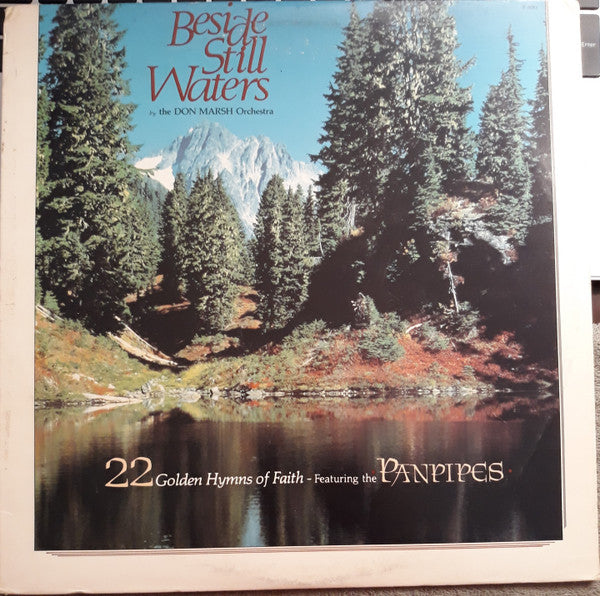 Beside
Still
Waters
by the DON MARSH Orchestra
22 Golden Hymns of Faith - Featuring the PANPIPES